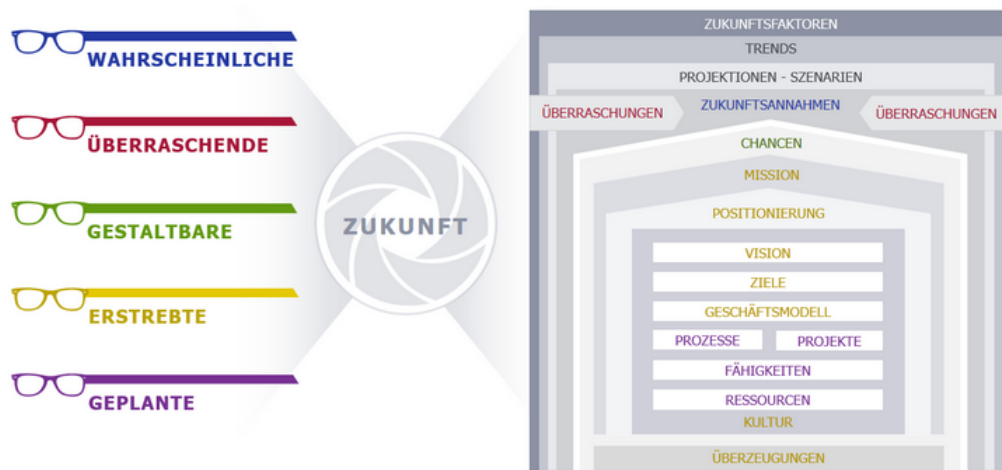 WAHRSCHEINLICHE
ÜBERRASCHENDE
GESTALTBARE
ERSTREBTE
GEPLANTE
ZUKUNFT
ZUKUNFTSFAKTOREN
TRENDS
PROJEKTIONEN - SZENARIEN
ÜBERRASCHUNGEN
ZUKUNFTSANNAHMEN
ÜBERRASCHUNGEN
CHANCEN
MISSION
POSITIONIERUNG
VISION
ZIELE
GESCHÄFTSMODELL
PROZESSE
PROJEKTE
FÄHIGKEITEN
RESSOURCEN
KULTUR
ÜBERZEUGUNGEN